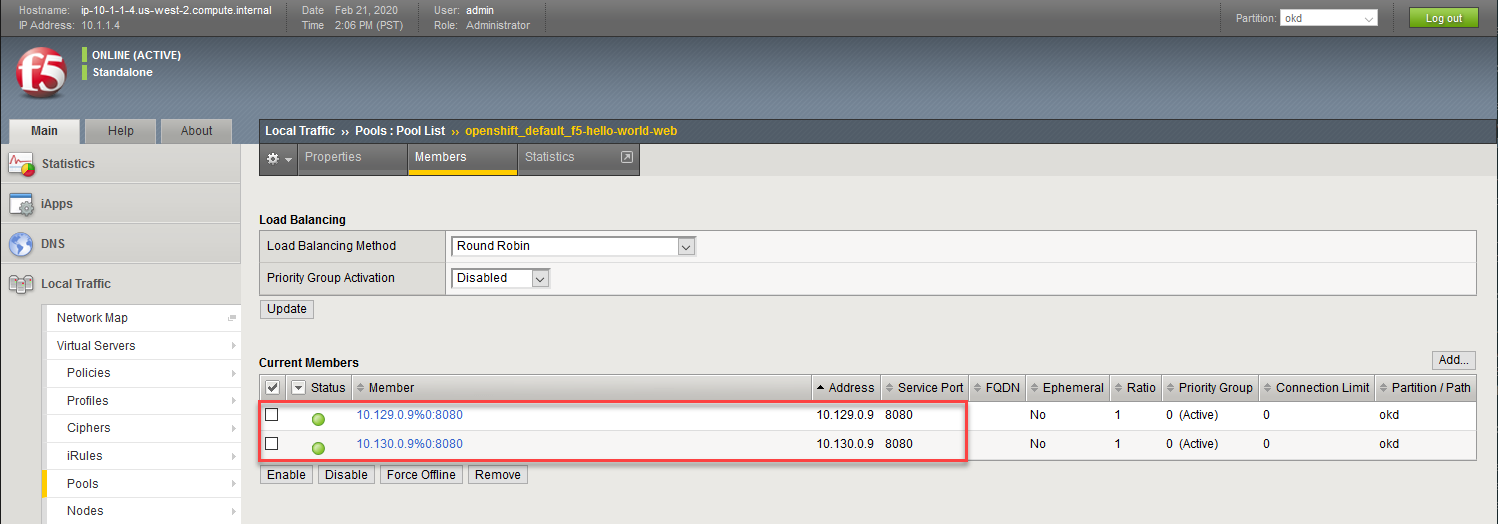 Hostname: ip-10-1-1-4.us-west-2.compute.internal Date Feb 21, 2020 User: admin
IP Address: 10.1.1.4 Time 2:06 PM (PST) Role: Administrator
Partition: okd Log out
f5
ONLINE (ACTIVE)
Standalone
Main Help About
Local Traffic ›› Pools : Pool List ›› openshift_default_f5-hello-world-web
Properties Members Statistics
Statistics
iApps
DNS
Local Traffic
Network Map
Virtual Servers
Policies
Profiles
Ciphers
iRules
Pools
Nodes
Load Balancing
Load Balancing Method Round Robin
Priority Group Activation Disabled
Update
Current Members Add...
Status Member Address Service Port FQDN Ephemeral Ratio Priority Group Connection Limit Partition / Path
10.129.0.9%0:8080 10.129.0.9 8080 No 1 0 (Active) 0 okd
10.130.0.9%0:8080 10.130.0.9 8080 No 1 0 (Active) 0 okd
Enable Disable Force Offline Remove